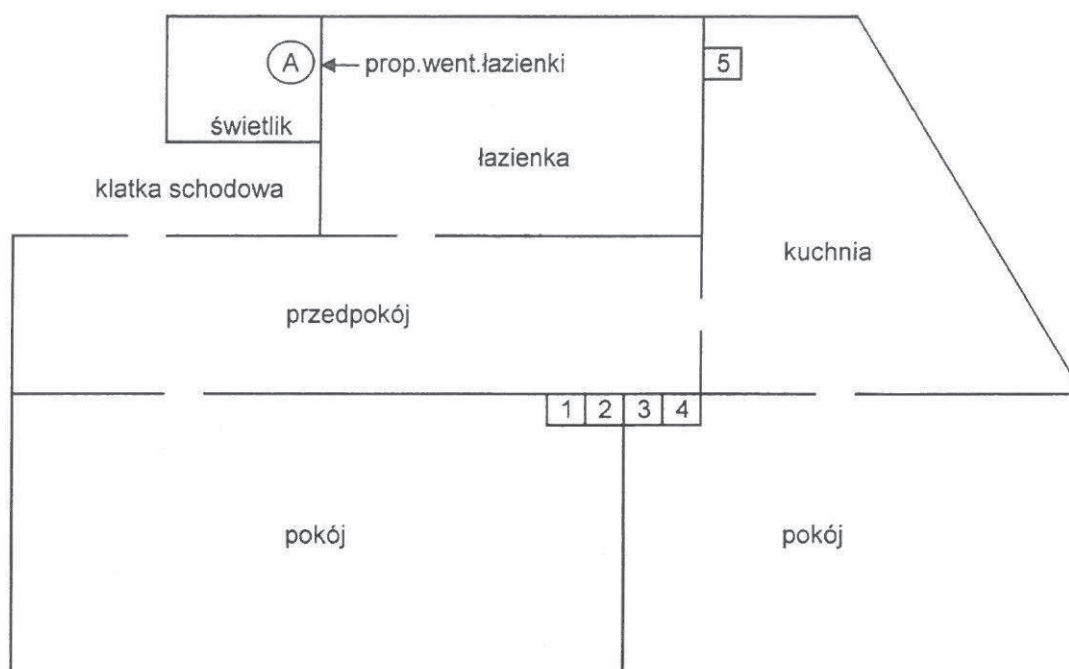 A
prop.went.łazienki
5
świetlik
łazienka
klatka schodowa
kuchnia
przedpokój
1 2 3 4
pokój
pokój